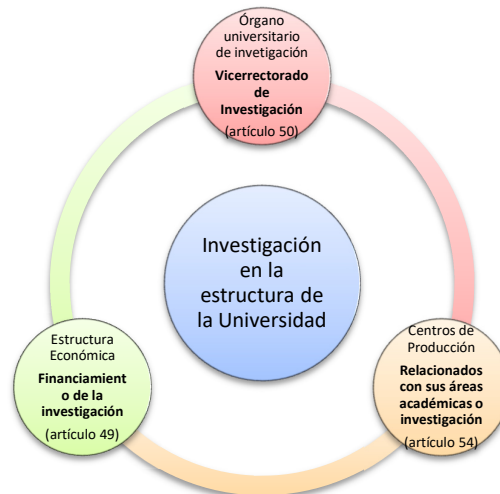 Órgano
universitario
de invetigación
Vicerrectorado
de
Investigación
(artículo 50)
Investigación
en la
estructura de
la Universidad
Estructura
Económica
Financiamient
o de la
investigación
(artículo 49)
Centros de
Producción
Relacionados
con sus áreas
académicas o
investigación
(artículo 54)